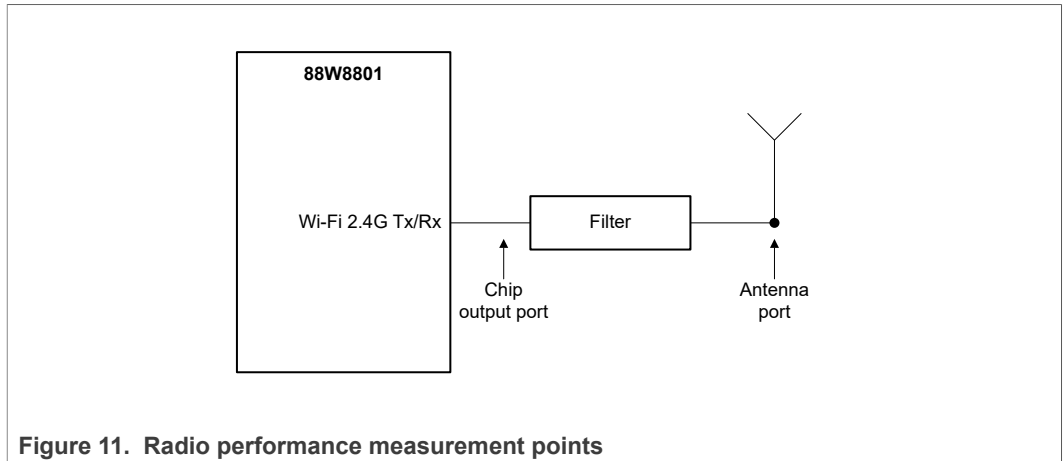 88W8801
Wi-Fi 2.4G Tx/Rx
Filter
Chip
output port
Antenna
port
Figure 11. Radio performance measurement points